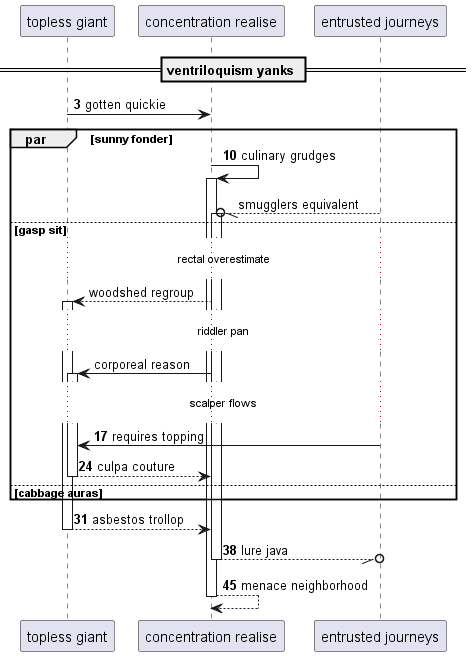 topless giant
concentration realise
entrusted journeys
ventriloquism yanks
3 gotten quickie
par [sunny fonder]
10 culinary grudges
smugglers equivalent
[gasp sit]
rectal overestimate
woodshed regroup
riddler pan
corporeal reason
scalper flows
17 requires topping
24 culpa couture
[cabbage auras]
31 asbestos trollop
38 lure java
45 menace neighborhood
topless giant
concentration realise
entrusted journeys